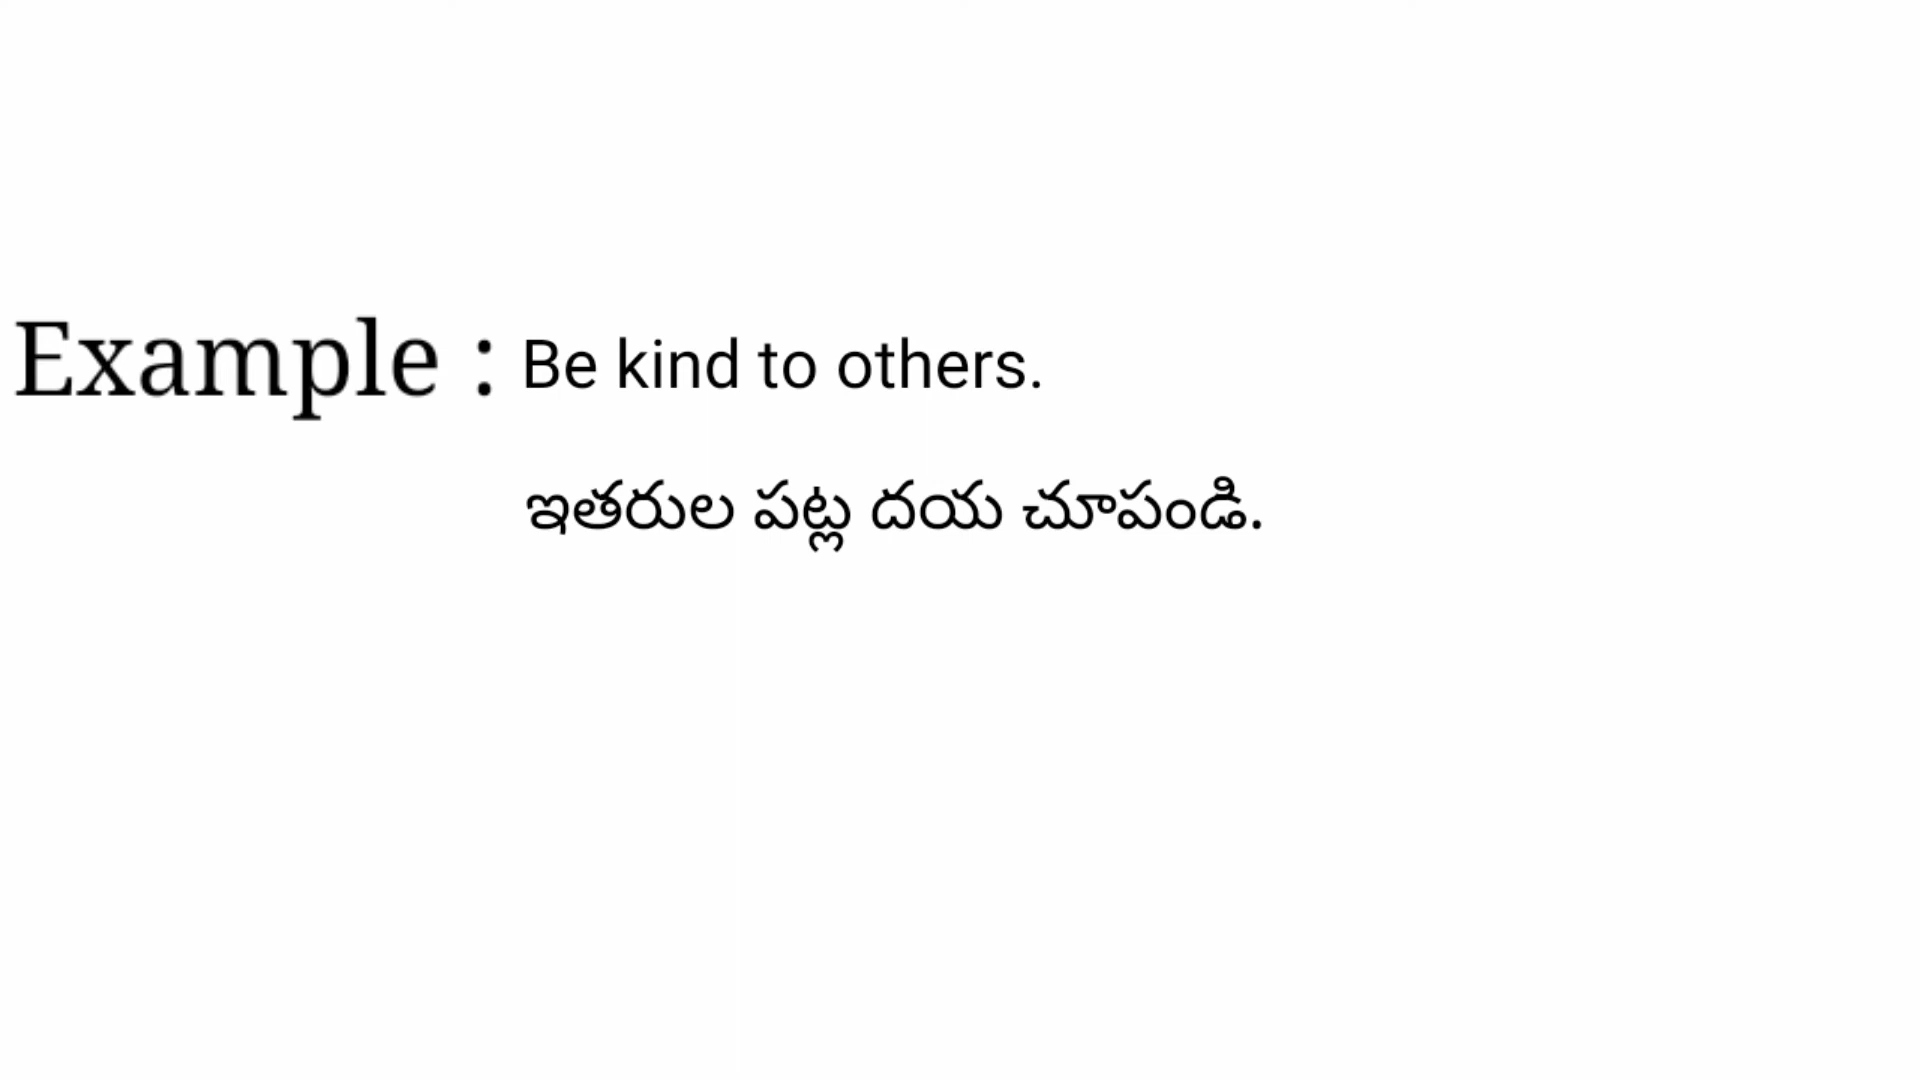 Example : Be kind to others.
ఇతరుల పట్ల దయ చూపండి.